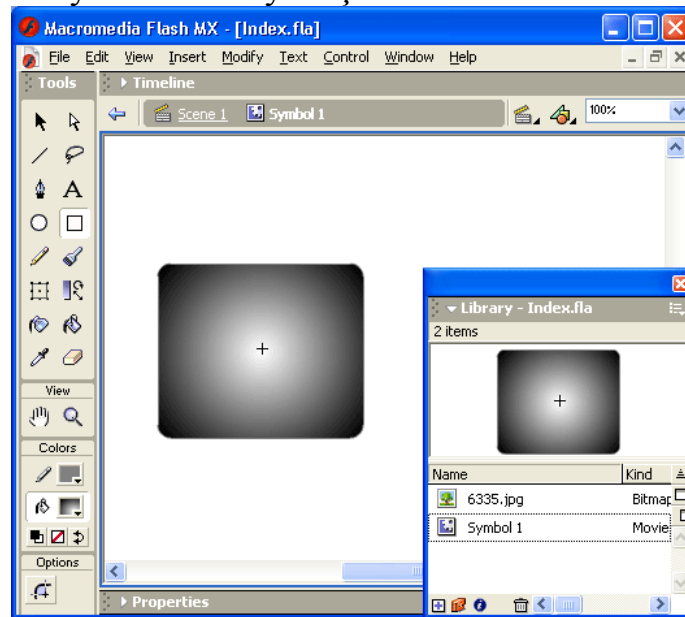 Macromedia Flash MX - [Index.fla]
File Edit View Insert Modify Text Control Window Help
Tools
Timeline
Scene 1 Symbol 1 100%
A
View
Colors
Options
Library - Index.fla
2 items
Name Kind
6335.jpg Bitmap
Symbol 1 Movie
Properties